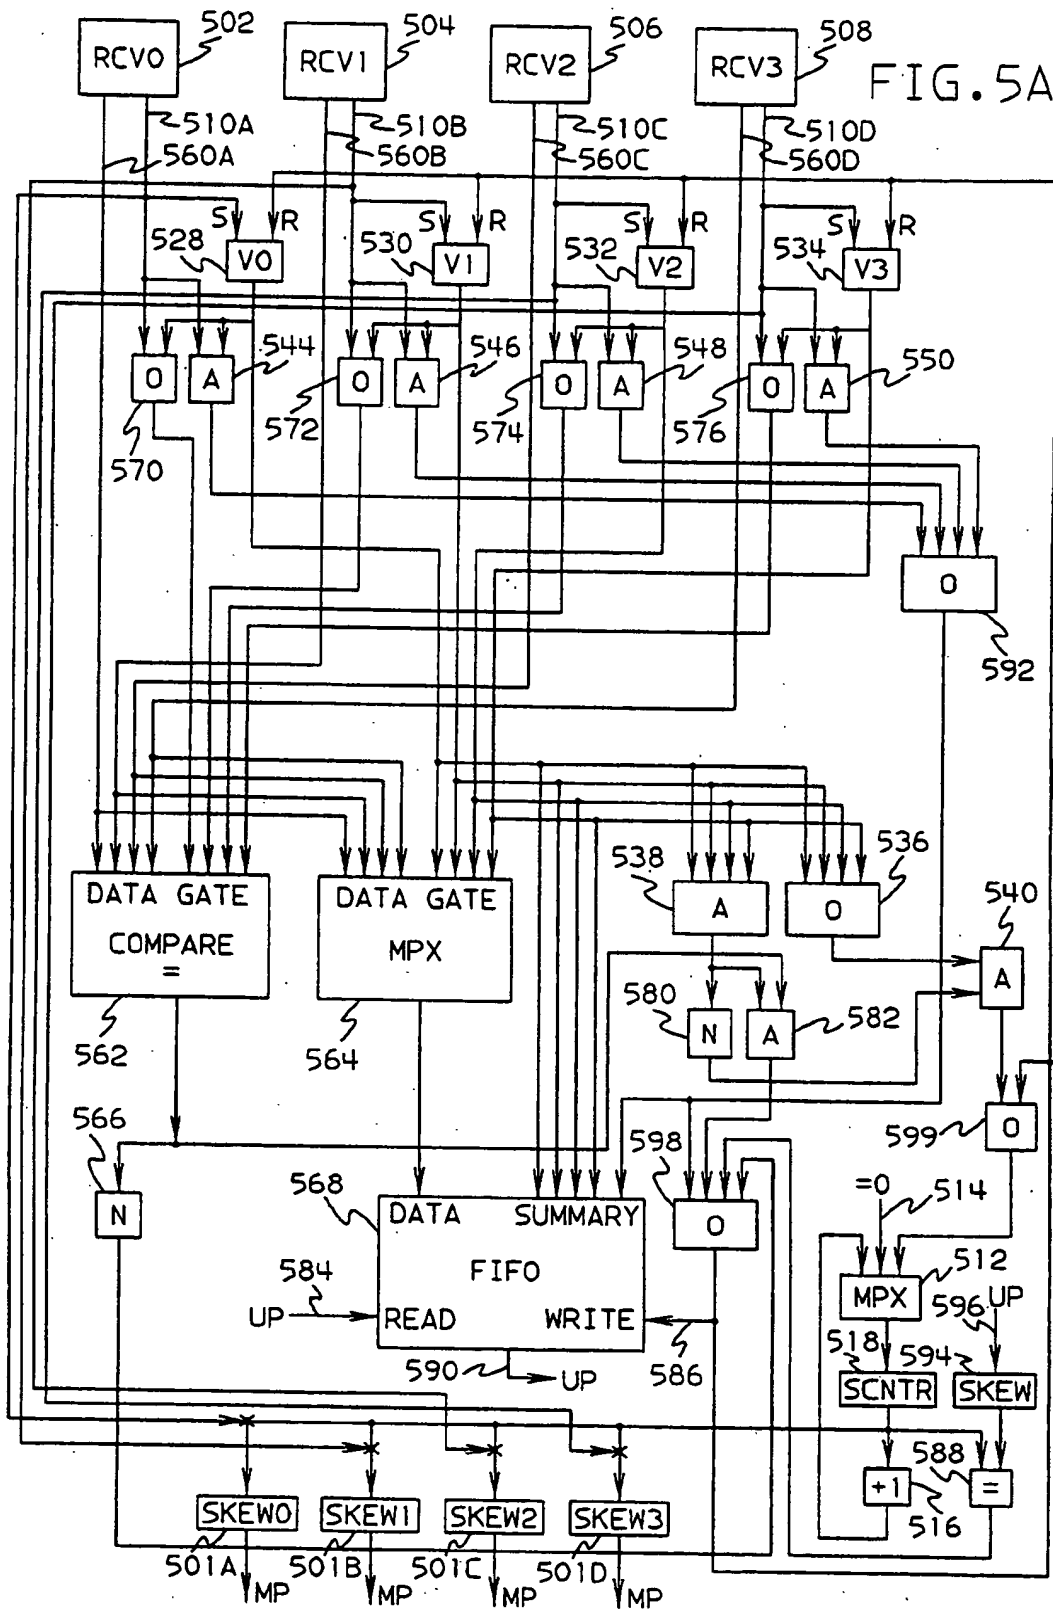 502 504 506 508
RCV0 RCV1 RCV2 RCV3
FIG.5A
510A 510B 510C 510D
560A 560B 560C 560D
S R S R S R S R
528 V0 530 V1 532 V2 534 V3
544 546 548 550
O A O A O A O A
570 572 574 576
O
592
538 536
DATA GATE DATA GATE A O 540
COMPARE MPX
= A
580 582
N A
562 564
566 599 O
598
568 =0 514
N DATA SUMMARY O
FIFO 512
584 MPX 596 UP
UP READ WRITE
518 594
590 UP 586 SCNTR SKEW
588
+1 =
SKEW0 SKEW1 SKEW2 SKEW3 516
501A 501B 501C 501D
MP MP MP MP